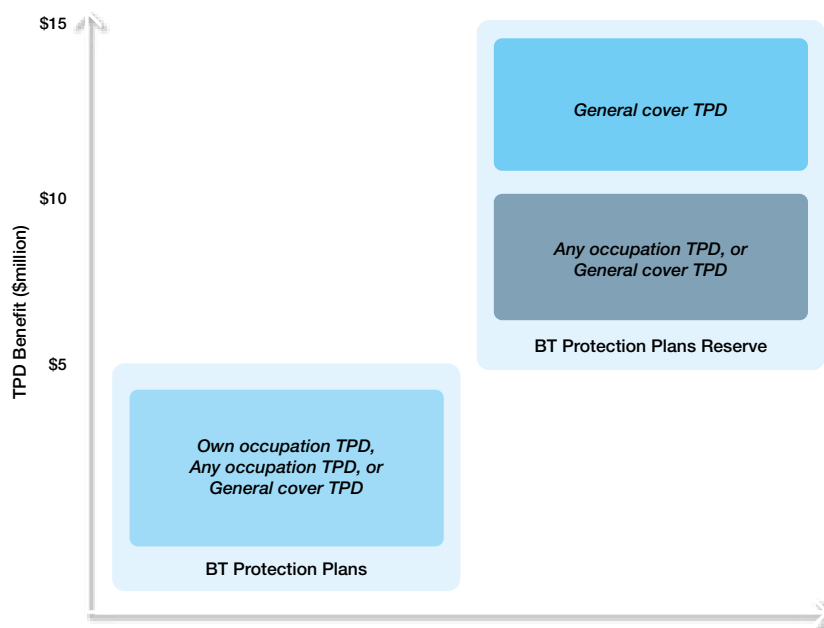 $15
General cover TPD
$10
Any occupation TPD, or
General cover TPD
BT Protection Plans Reserve
TPD Benefit ($million)
$5
Own occupation TPD,
Any occupation TPD, or
General cover TPD
BT Protection Plans